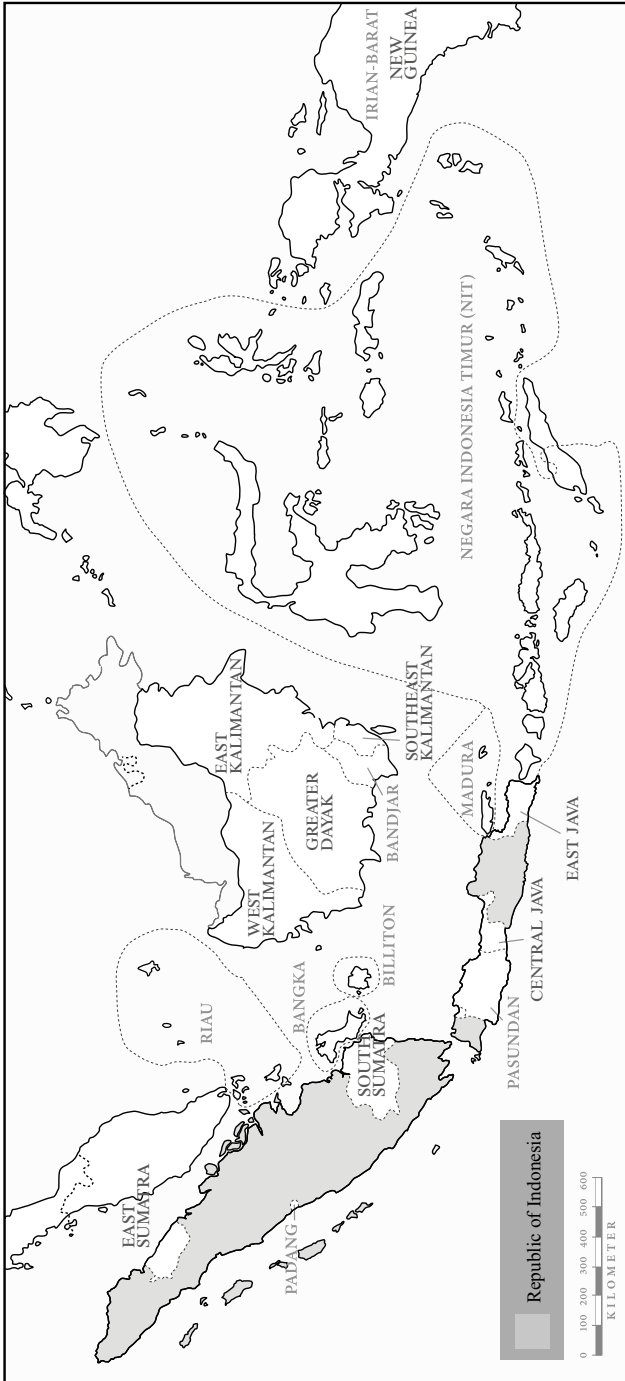 IRIAN-BARAT
NEW
GUINEA
NEGARA INDONESIA TIMUR (NIT)
EAST
KALIMANTAN
SOUTHEAST
KALIMANTAN
WEST
KALIMANTAN
GREATER
DAYAK
BANDJAR
MADURA
EAST JAVA
CENTRAL JAVA
PASUNDAN
RIAU
BANGKA
BILLITON
SOUTH
SUMATRA
EAST
SUMATRA
PADANG
Republic of Indonesia
0 100 200 300 400 500 600
KILOMETER